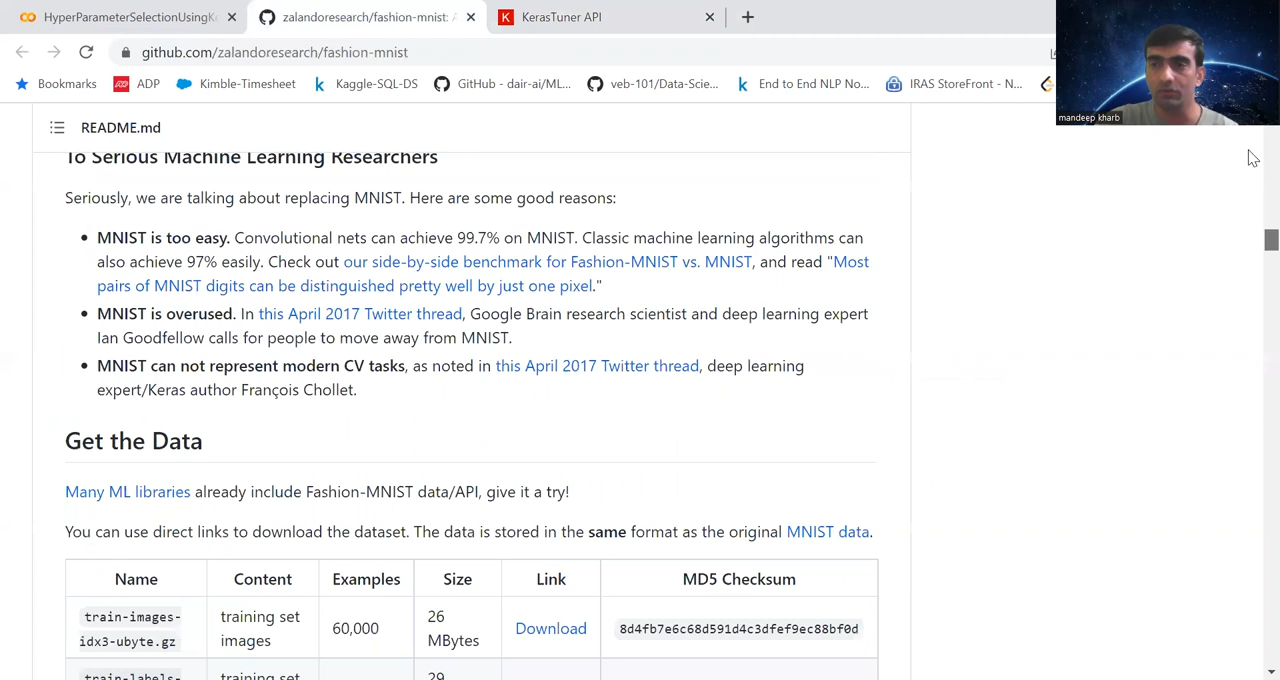 HyperParameterSelectionUsingK
zalandoresearch/fashion-mnist:
KerasTuner API
github.com/zalandoresearch/fashion-mnist
Bookmarks ADP Kimble-Timesheet Kaggle-SQL-DS GitHub - dair-ai/ML... veb-101/Data-Scie... End to End NLP No... IRAS StoreFront - N...
mandeep kharb
README.md
To Serious Machine Learning Researchers
Seriously, we are talking about replacing MNIST. Here are some good reasons:
MNIST is too easy. Convolutional nets can achieve 99.7% on MNIST. Classic machine learning algorithms can
also achieve 97% easily. Check out our side-by-side benchmark for Fashion-MNIST vs. MNIST, and read "Most
pairs of MNIST digits can be distinguished pretty well by just one pixel."
MNIST is overused. In this April 2017 Twitter thread, Google Brain research scientist and deep learning expert
Ian Goodfellow calls for people to move away from MNIST.
MNIST can not represent modern CV tasks, as noted in this April 2017 Twitter thread, deep learning
expert/Keras author François Chollet.
Get the Data
Many ML libraries already include Fashion-MNIST data/API, give it a try!
You can use direct links to download the dataset. The data is stored in the same format as the original MNIST data.
Name Content Examples Size Link MD5 Checksum
train-images-
idx3-ubyte.gz
training set
images
60,000
26
MBytes
Download
8d4fb7e6c68d591d4c3dfef9ec88bf0d
train-labels-
training set
29